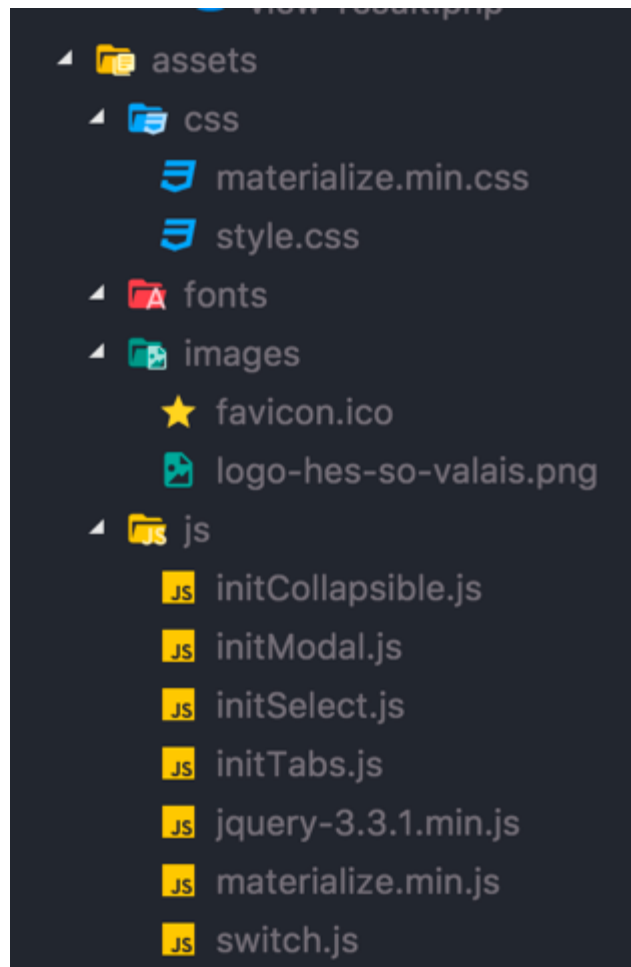 assets
css
materialize.min.css
style.css
fonts
images
favicon.ico
logo-hes-so-valais.png
js
initCollapsible.js
initModal.js
initSelect.js
initTabs.js
jquery-3.3.1.min.js
materialize.min.js
switch.js